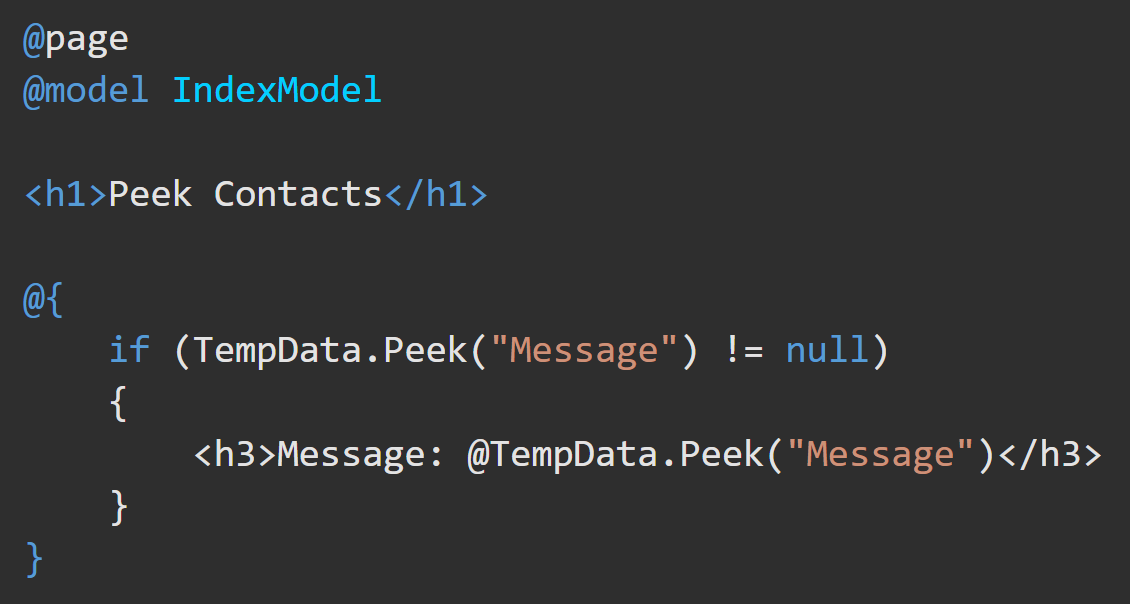 @page
@model IndexModel
<h1>Peek Contacts</h1>
@{
    if (TempData.Peek("Message") != null)
    {
        <h3>Message: @TempData.Peek("Message")</h3>
    }
}